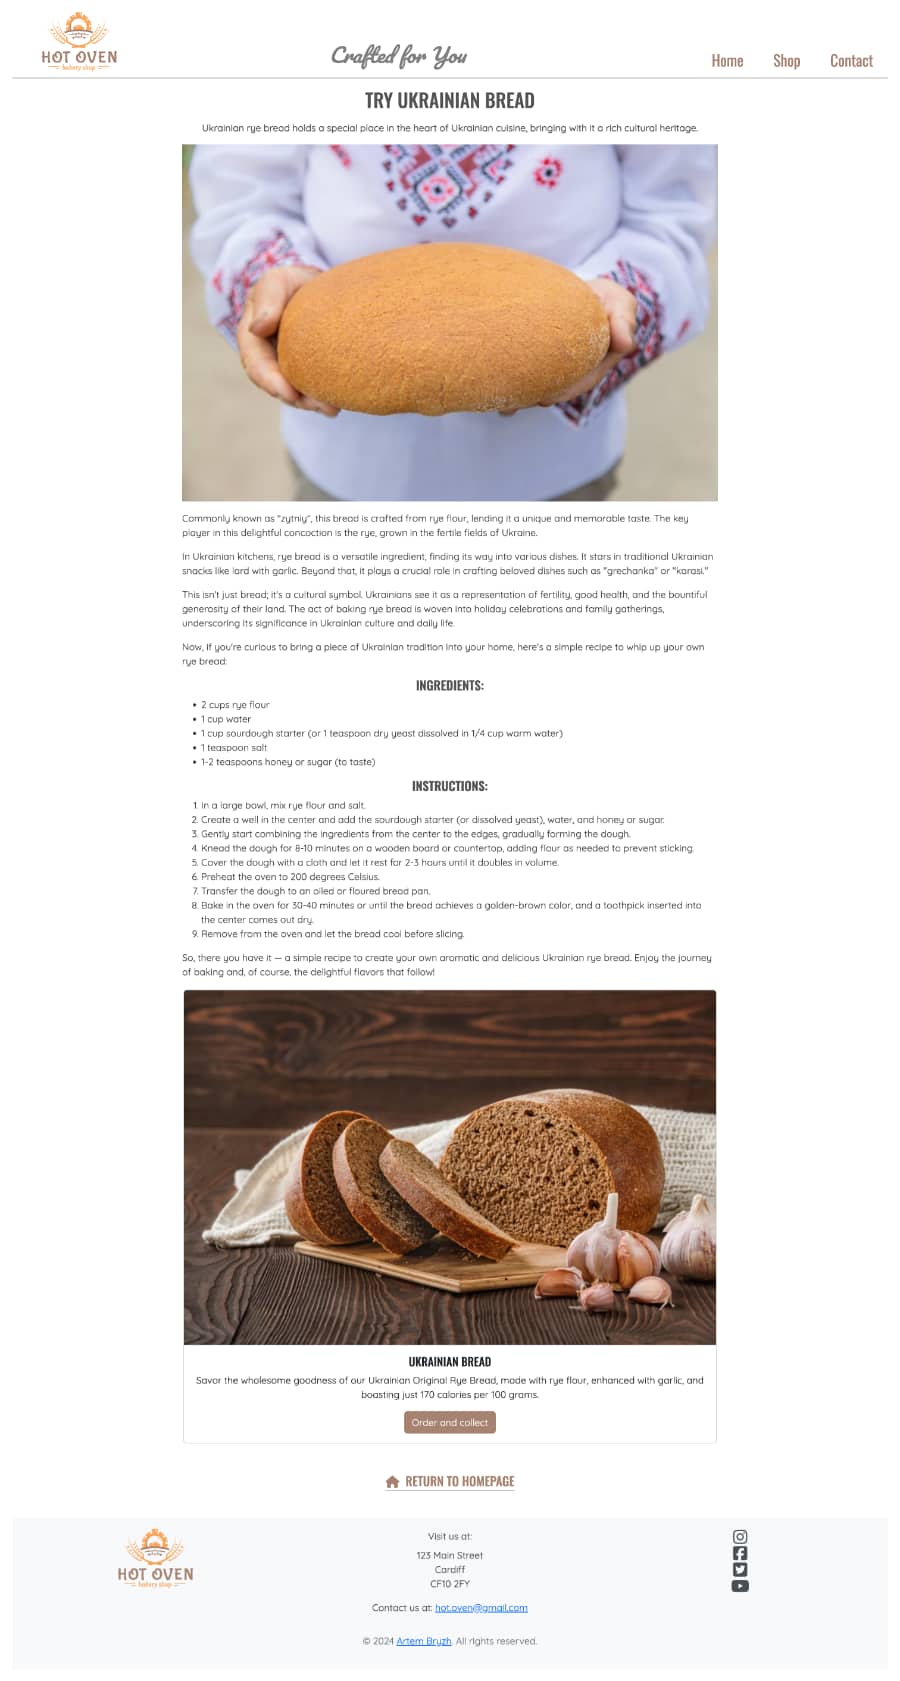 HOT OVEN
bakery shop
Crafted for You
Home
Shop
Contact
TRY UKRAINIAN BREAD
Ukrainian rye bread holds a special place in the heart of Ukrainian cuisine, bringing with it a rich cultural heritage.
Commonly known as "zytniy", this bread is crafted from rye flour, lending it a unique and memorable taste. The key
player in this delightful concoction is the rye, grown in the fertile fields of Ukraine.
In Ukrainian kitchens, rye bread is a versatile ingredient, finding its way into various dishes. It stars in traditional Ukrainian
snacks like lard with garlic. Beyond that, it plays a crucial role in crafting beloved dishes such as "grechanka" or "karasi."
This isn't just bread; it's a cultural symbol. Ukrainians see it as a representation of fertility, good health, and the bountiful
generosity of their land. The act of baking rye bread is woven into holiday celebrations and family gatherings,
underscoring its significance in Ukrainian culture and daily life.
Now, if you're curious to bring a piece of Ukrainian tradition into your home, here's a simple recipe to whip up your own
rye bread:
INGREDIENTS:
• 2 cups rye flour
• 1 cup water
• 1 cup sourdough starter (or 1 teaspoon dry yeast dissolved in 1/4 cup warm water)
• 1 teaspoon salt
• 1-2 teaspoons honey or sugar (to taste)
INSTRUCTIONS:
1. In a large bowl, mix rye flour and salt.
2. Create a well in the center and add the sourdough starter (or dissolved yeast), water, and honey or sugar.
3. Gently start combining the ingredients from the center to the edges, gradually forming the dough.
4. Knead the dough for 8-10 minutes on a wooden board or countertop, adding flour as needed to prevent sticking.
5. Cover the dough with a cloth and let it rest for 2-3 hours until it doubles in volume.
6. Preheat the oven to 200 degrees Celsius.
7. Transfer the dough to an oiled or floured bread pan.
8. Bake in the oven for 30-40 minutes or until the bread achieves a golden-brown color, and a toothpick inserted into
the center comes out dry.
9. Remove from the oven and let the bread cool before slicing.
So, there you have it — a simple recipe to create your own aromatic and delicious Ukrainian rye bread. Enjoy the journey
of baking and, of course, the delightful flavors that follow!
UKRAINIAN BREAD
Savor the wholesome goodness of our Ukrainian Original Rye Bread, made with rye flour, enhanced with garlic, and
boasting just 170 calories per 100 grams.
Order and collect
RETURN TO HOMEPAGE
HOT OVEN
bakery shop
Visit us at:
123 Main Street
Cardiff
CF10 2FY
Contact us at: hot.oven@gmail.com
© 2024 Artem Bryzh. All rights reserved.